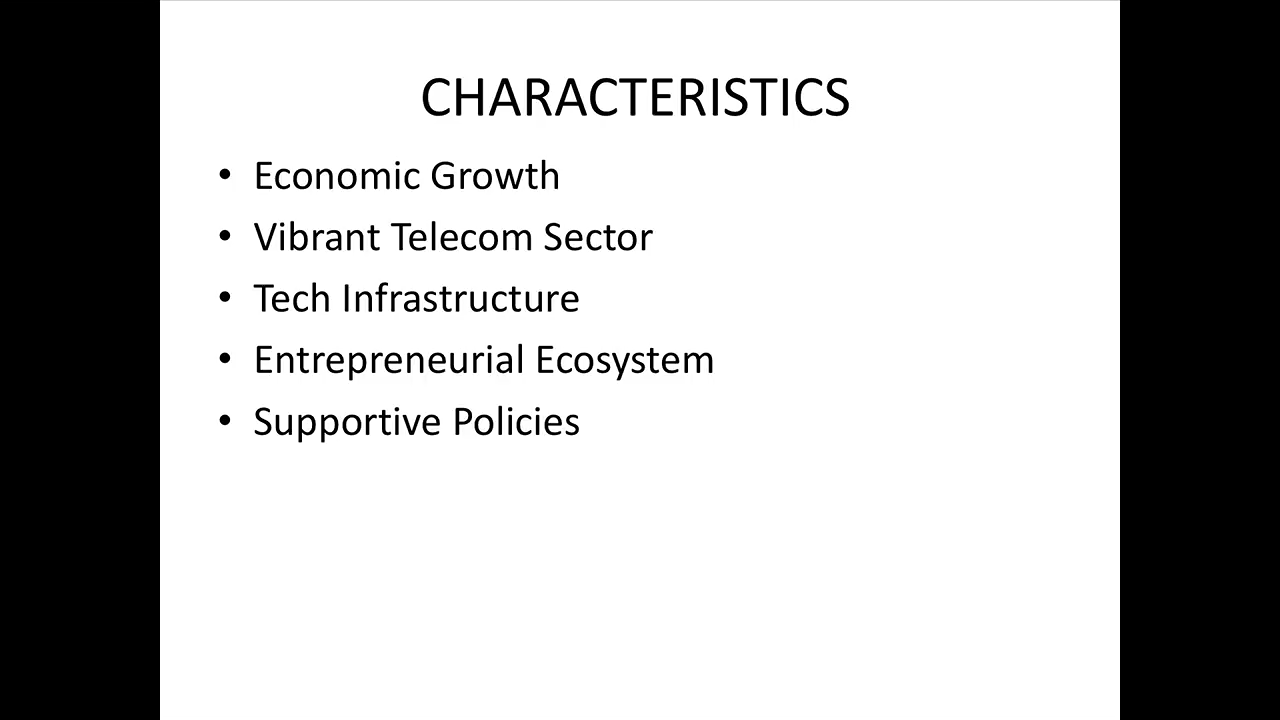 CHARACTERISTICS
• Economic Growth
• Vibrant Telecom Sector
• Tech Infrastructure
• Entrepreneurial Ecosystem
• Supportive Policies